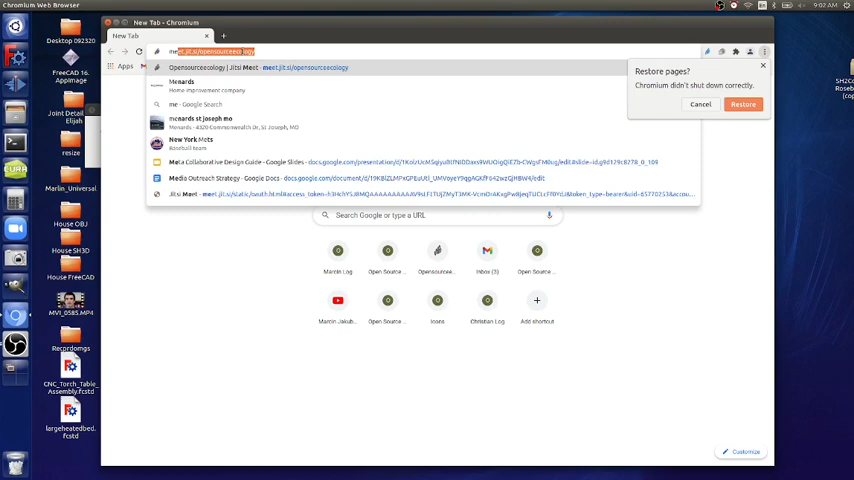 Chromium Web Browser
9:02 AM
New Tab - Chromium
New Tab
meet.jit.si/opensourceecology
Apps
Opensourceecology | Jitsi Meet - meet.jit.si/opensourceecology
Menards
Home improvement company
me - Google Search
menards st joseph mo
Menards - 4320 Commonwealth Dr, St Joseph, MO
New York Mets
Baseball team
Meta Collaborative Design Guide - Google Slides -
Media Outreach Strategy - Google Docs -
Jitsi Meet -
Restore pages?
Chromium didn't shut down correctly.
Cancel
Restore
Search Google or type a URL
Marcin Log
Open Source ...
Opensourcee...
Inbox (3)
Open Source ...
Marcin Jakub...
Open Source ...
Icons
Christian Log
Add shortcut
Customize
Desktop 092320
FreeCAD 16.
AppImage
Joint Detail
Elijah
resize
Marlin_Universal
House OBJ
House SH3D
House FreeCAD
MVI_0585.MP4
Recprdomgs
CNC_Torch_Table_
Assembly.fcstd
largeheatedbed.
fcstd
CURA